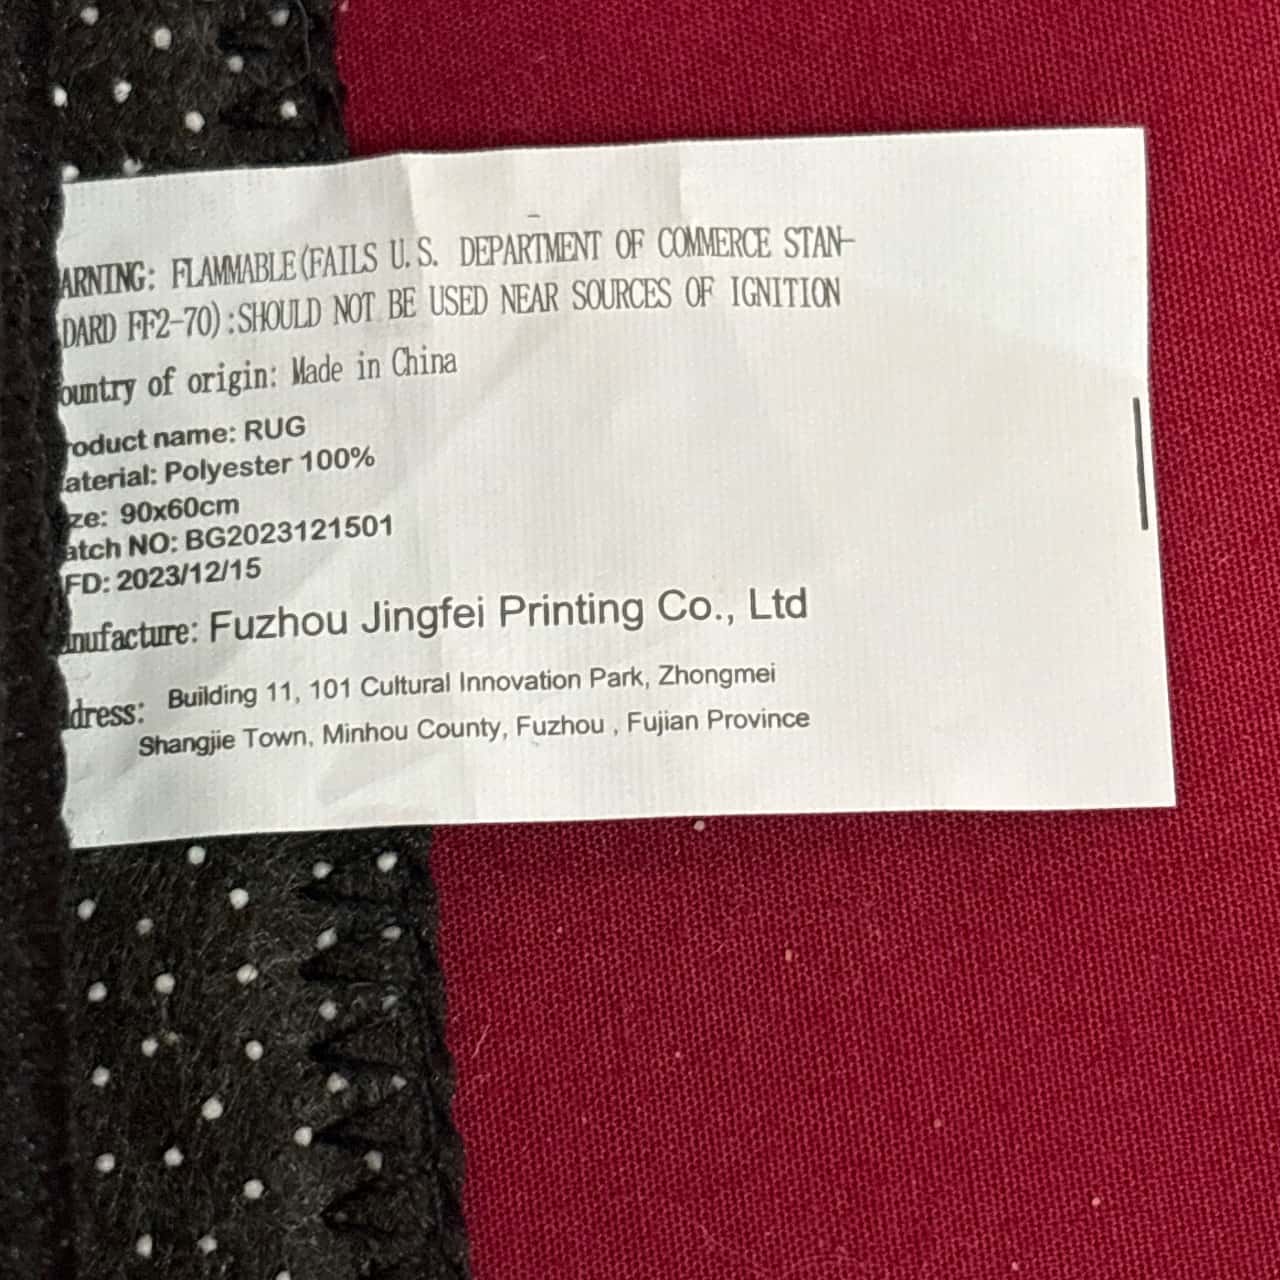 ARNING: FLAMMABLE(FAILS U.S. DEPARTMENT OF COMMERCE STAN-
DARD FF2-70):SHOULD NOT BE USED NEAR SOURCES OF IGNITION
ountry of origin: Made in China
roduct name: RUG
aterial: Polyester 100%
ze: 90x60cm
atch NO: BG2023121501
FD: 2023/12/15
nufacture: Fuzhou Jingfei Printing Co., Ltd
dress: Building 11, 101 Cultural Innovation Park, Zhongmei
Shangjie Town, Minhou County, Fuzhou , Fujian Province